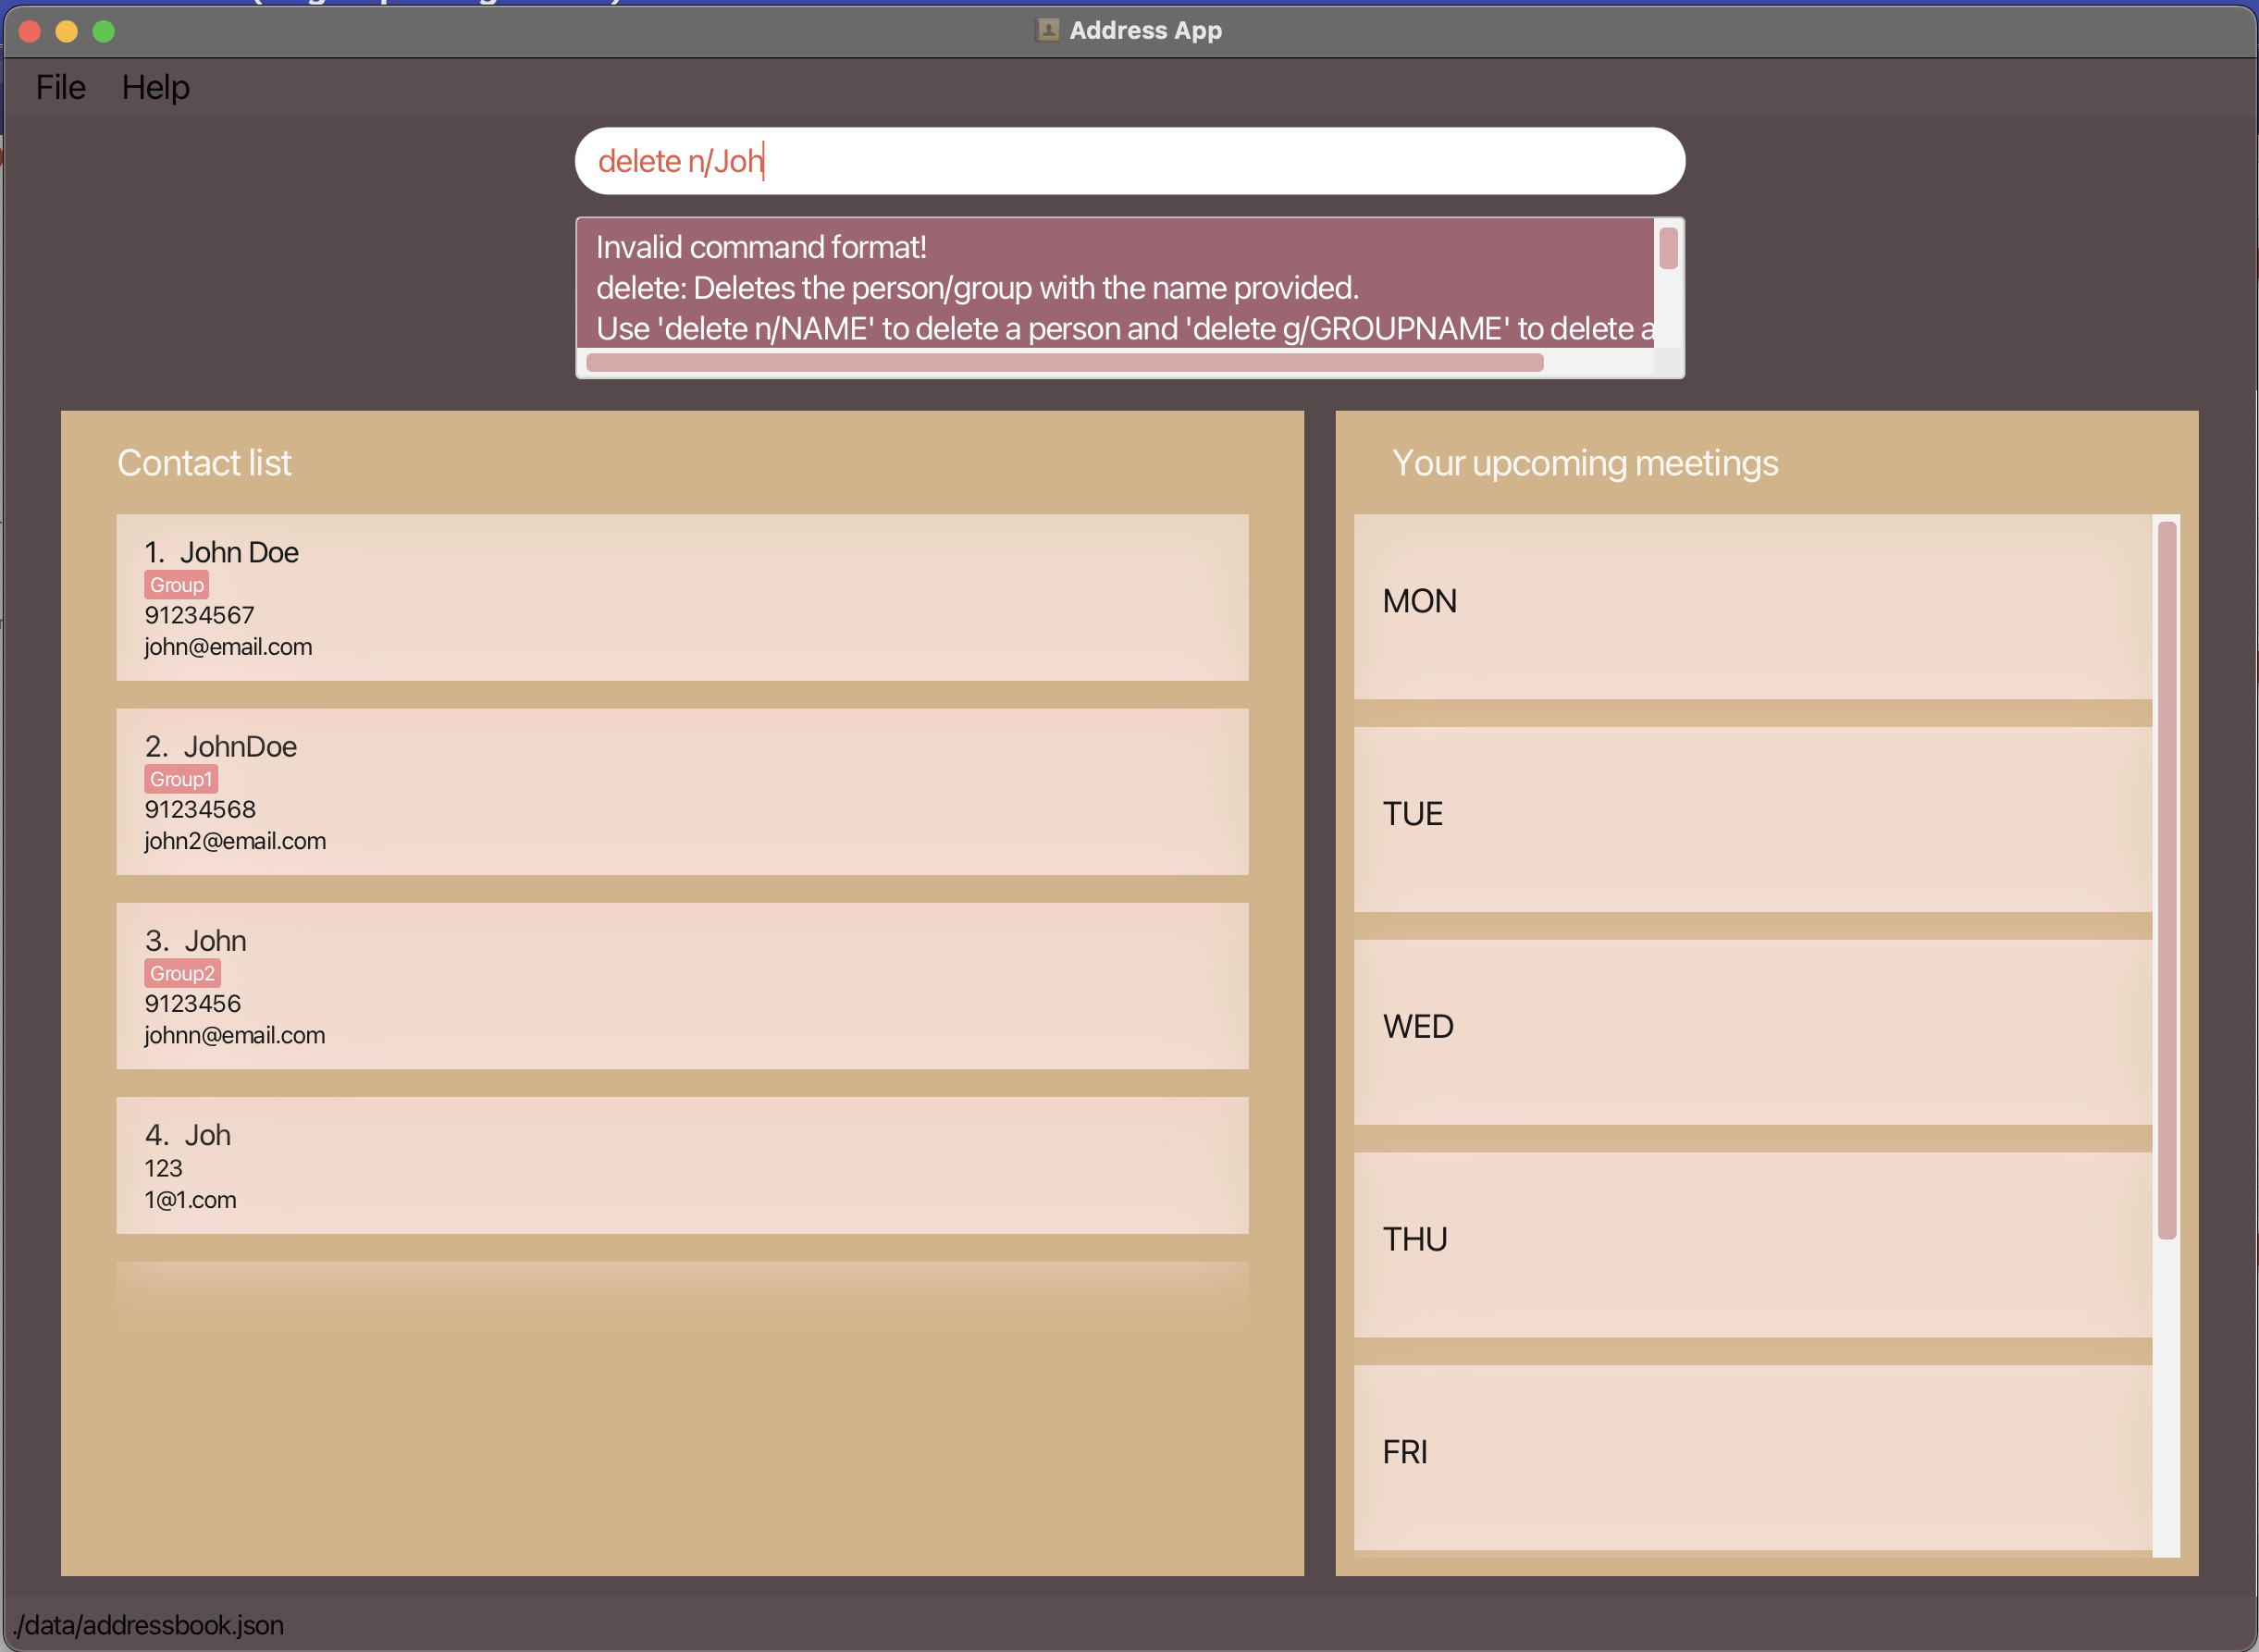 Address App
File Help
delete n/Joh
Invalid command format!
delete: Deletes the person/group with the name provided.
Use 'delete n/NAME' to delete a person and 'delete g/GROUPNAME' to delete a
Contact list
1. John Doe
Group
91234567
john@email.com
2. JohnDoe
Group1
91234568
john2@email.com
3. John
Group2
9123456
johnn@email.com
4. Joh
123
1@1.com
Your upcoming meetings
MON
TUE
WED
THU
FRI
./data/addressbook.json